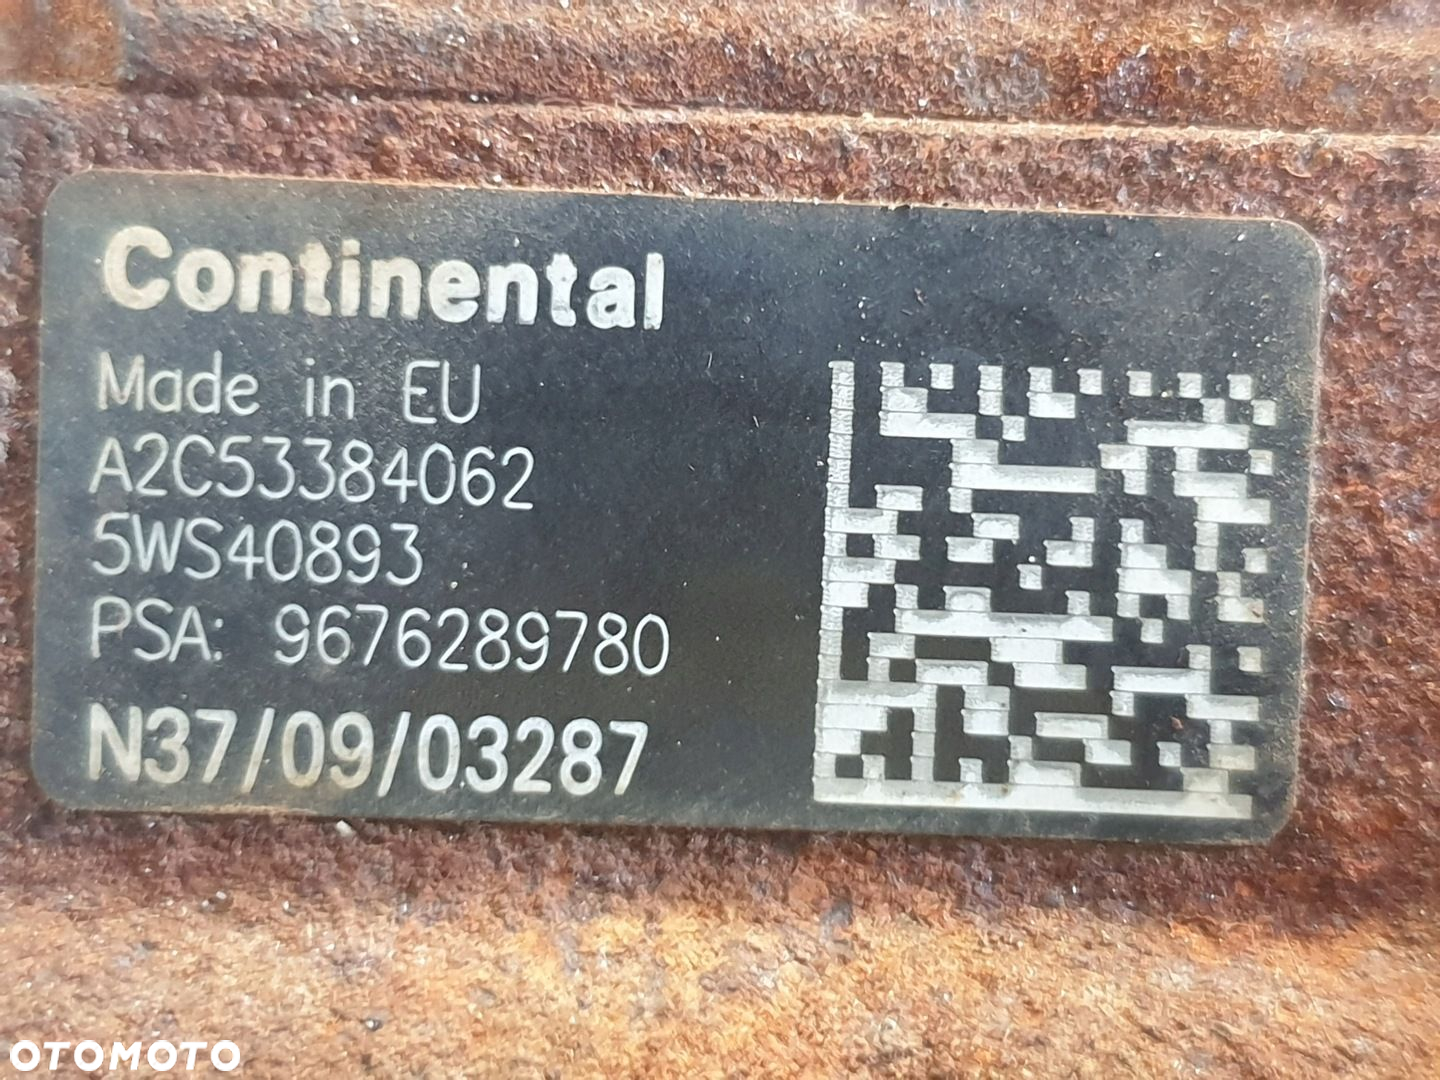 Continental
Made in EU
A2C53384062
5WS40893
PSA: 9676289780
N37/09/03287
OTOMOTO